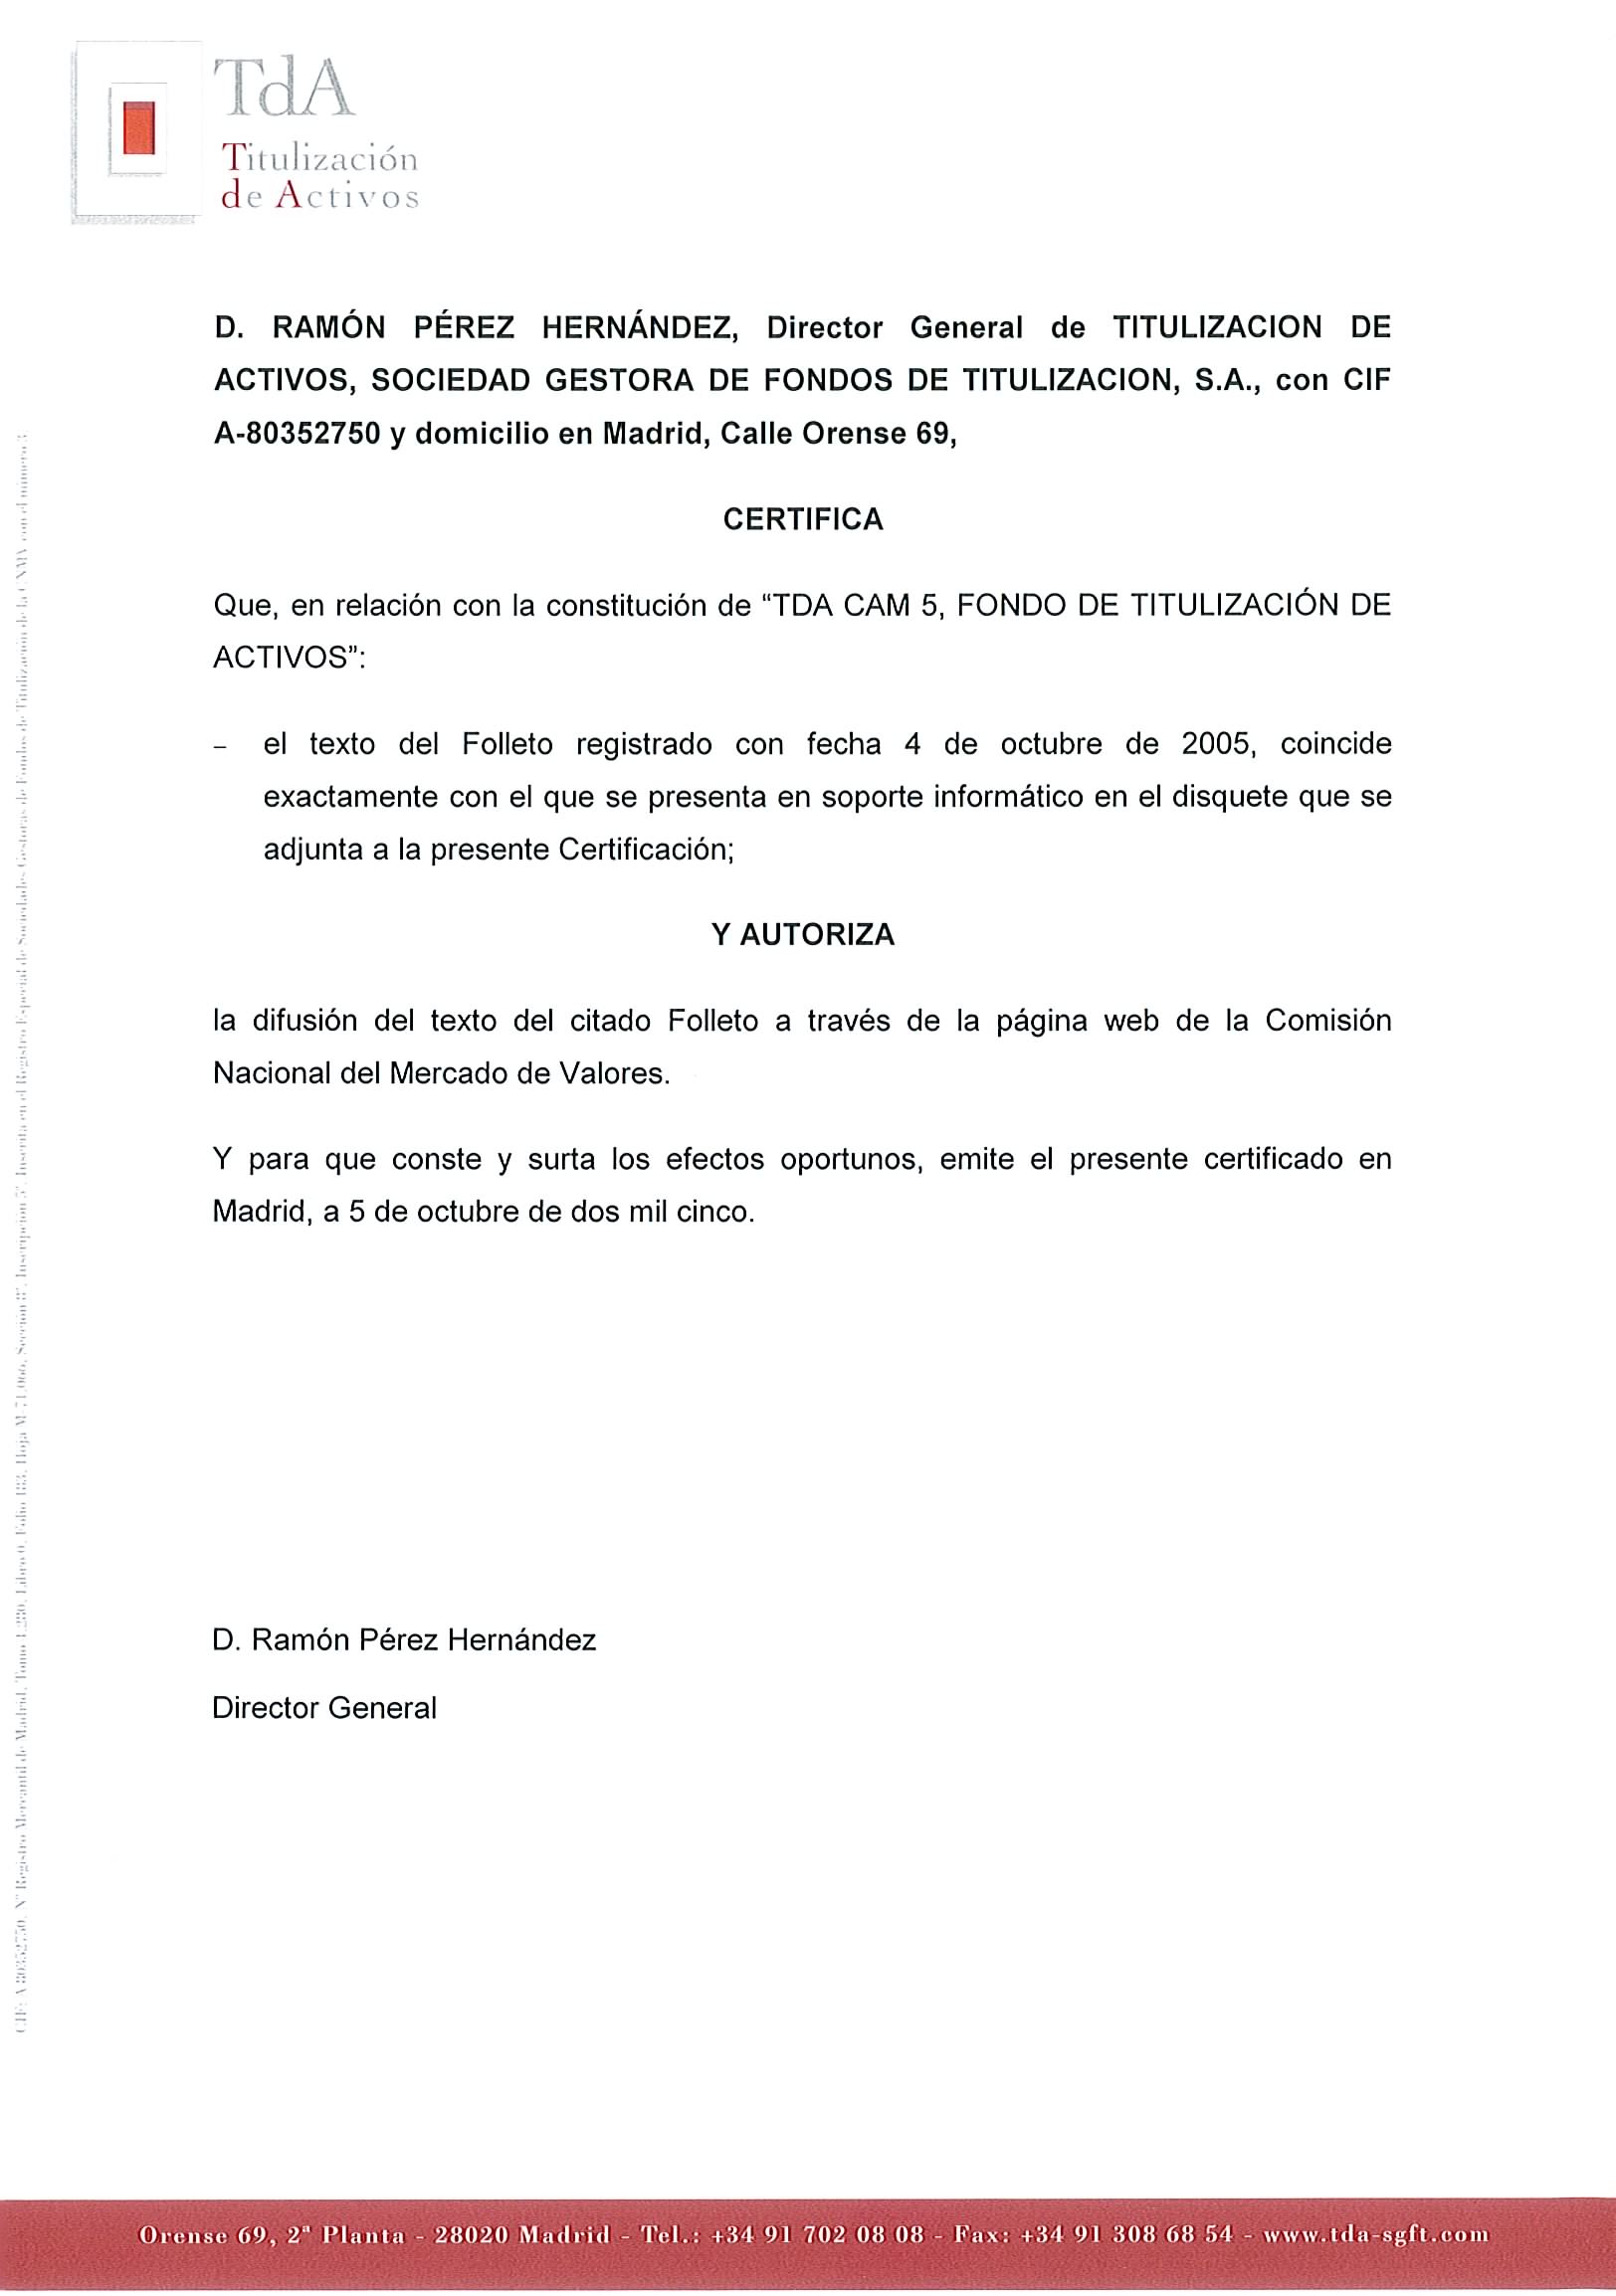 TdA
Titulización
de Activos
D. RAMÓN PÉREZ HERNÁNDEZ, Director General de TITULIZACION DE
ACTIVOS, SOCIEDAD GESTORA DE FONDOS DE TITULIZACION, S.A., con CIF
A-80352750 y domicilio en Madrid, Calle Orense 69,
CERTIFICA
Que, en relación con la constitución de “TDA CAM 5, FONDO DE TITULIZACIÓN DE
ACTIVOS”:
– el texto del Folleto registrado con fecha 4 de octubre de 2005, coincide
exactamente con el que se presenta en soporte informático en el disquete que se
adjunta a la presente Certificación;
Y AUTORIZA
la difusión del texto del citado Folleto a través de la página web de la Comisión
Nacional del Mercado de Valores.
Y para que conste y surta los efectos oportunos, emite el presente certificado en
Madrid, a 5 de octubre de dos mil cinco.
D. Ramón Pérez Hernández
Director General
Orense 69, 2ª Planta - 28020 Madrid - Tel.: +34 91 702 08 08 - Fax: +34 91 308 68 54 - www.tda-sgft.com